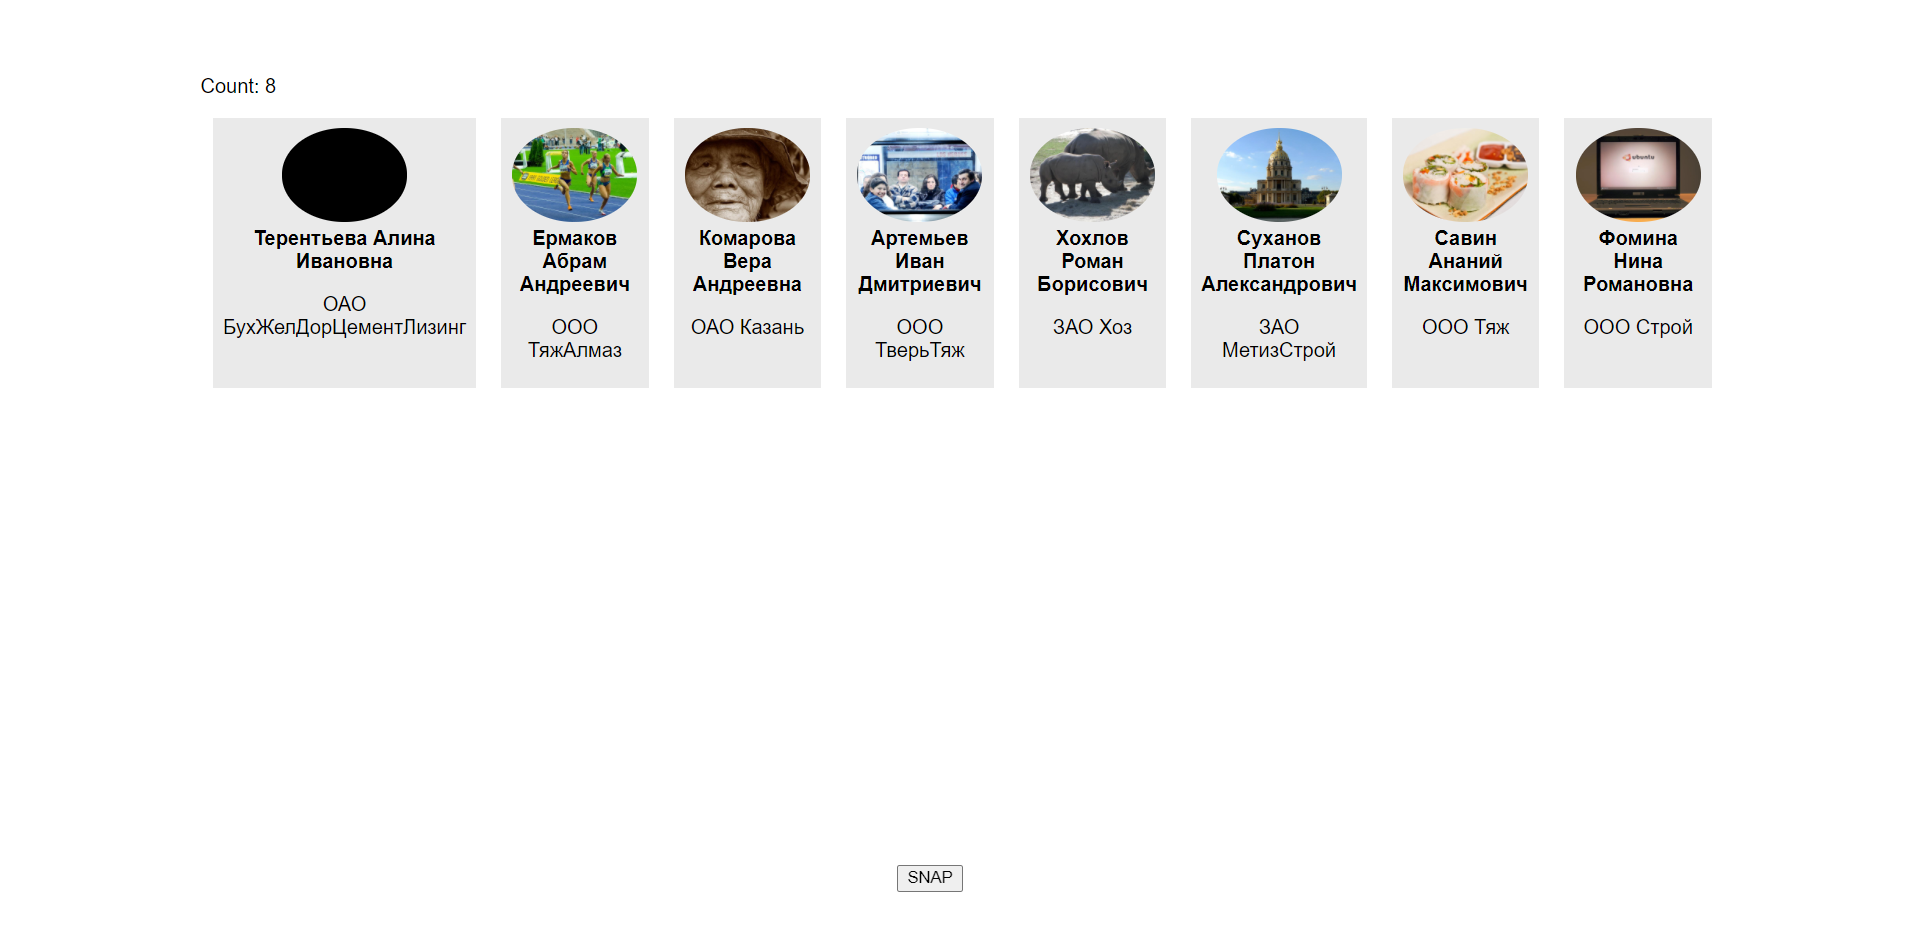 Count: 8
Терентьева Алина
Ивановна
ОАО
БухЖелДорЦементЛизинг
Ермаков
Абрам
Андреевич
ООО
ТяжАлмаз
Комарова
Вера
Андреевна
ОАО Казань
Артемьев
Иван
Дмитриевич
ООО
ТверьТяж
Хохлов
Роман
Борисович
ЗАО Хоз
Суханов
Платон
Александрович
ЗАО
МетизСтрой
Савин
Ананий
Максимович
ООО Тяж
ubuntu
Фомина
Нина
Романовна
ООО Строй
SNAP